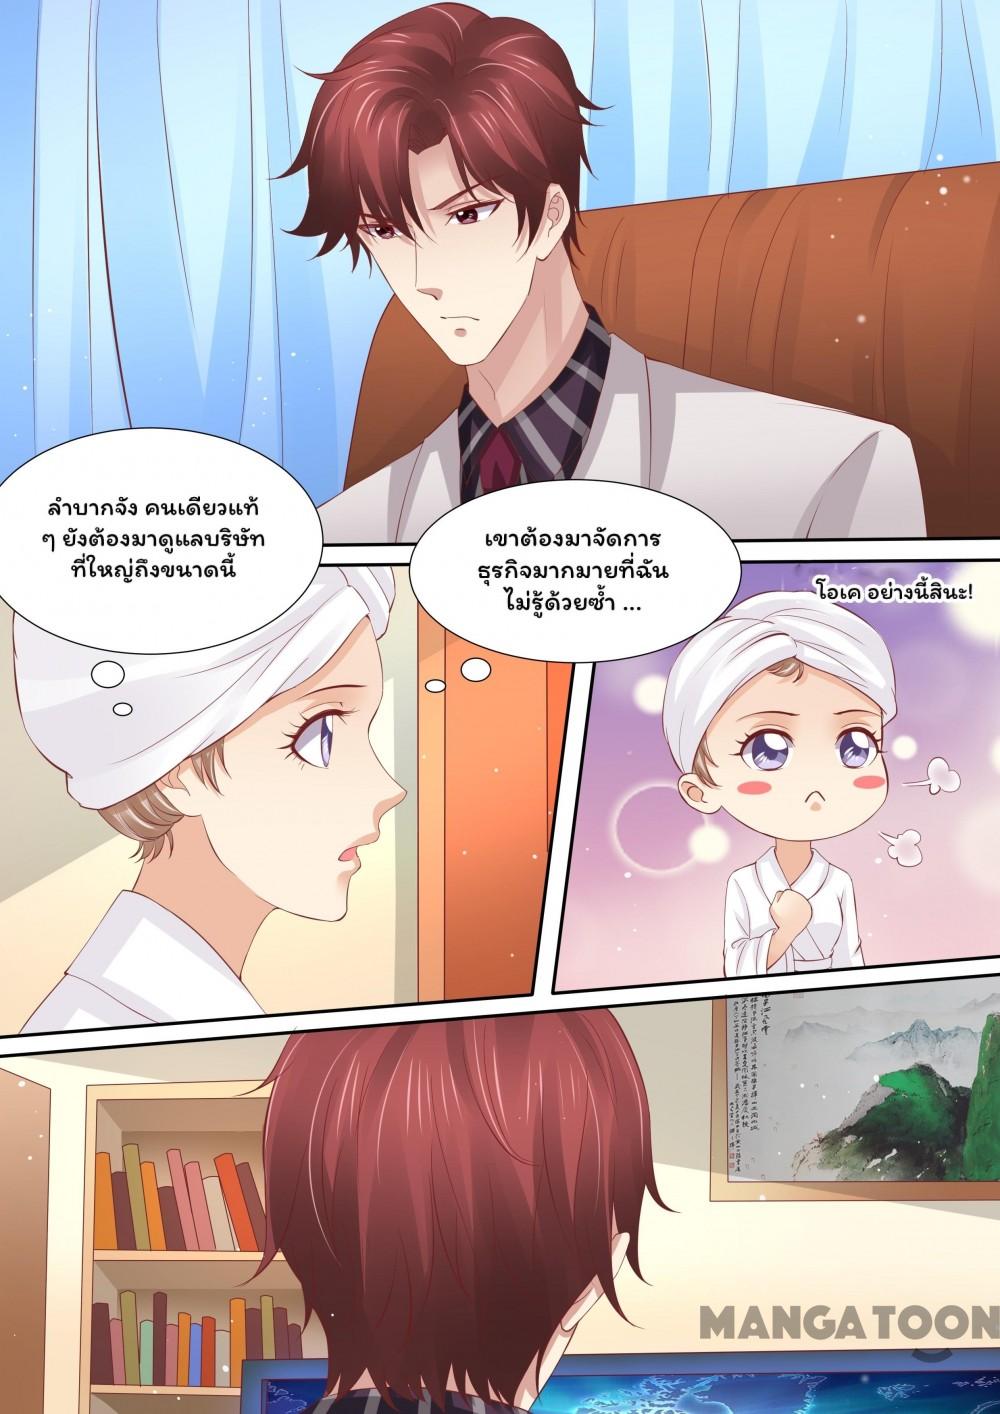 ลำบากจัง คนเดียวแท้
ๆ ยังต้องมาดูแลบริษัท
ที่ใหญ่ถึงขนาดนี้
เขาต้องมาจัดการ
ธุรกิจมากมายที่ฉัน
ไม่รู้ด้วยซ้ำ ...
โอเค อย่างนี้สินะ!
MANGATOON